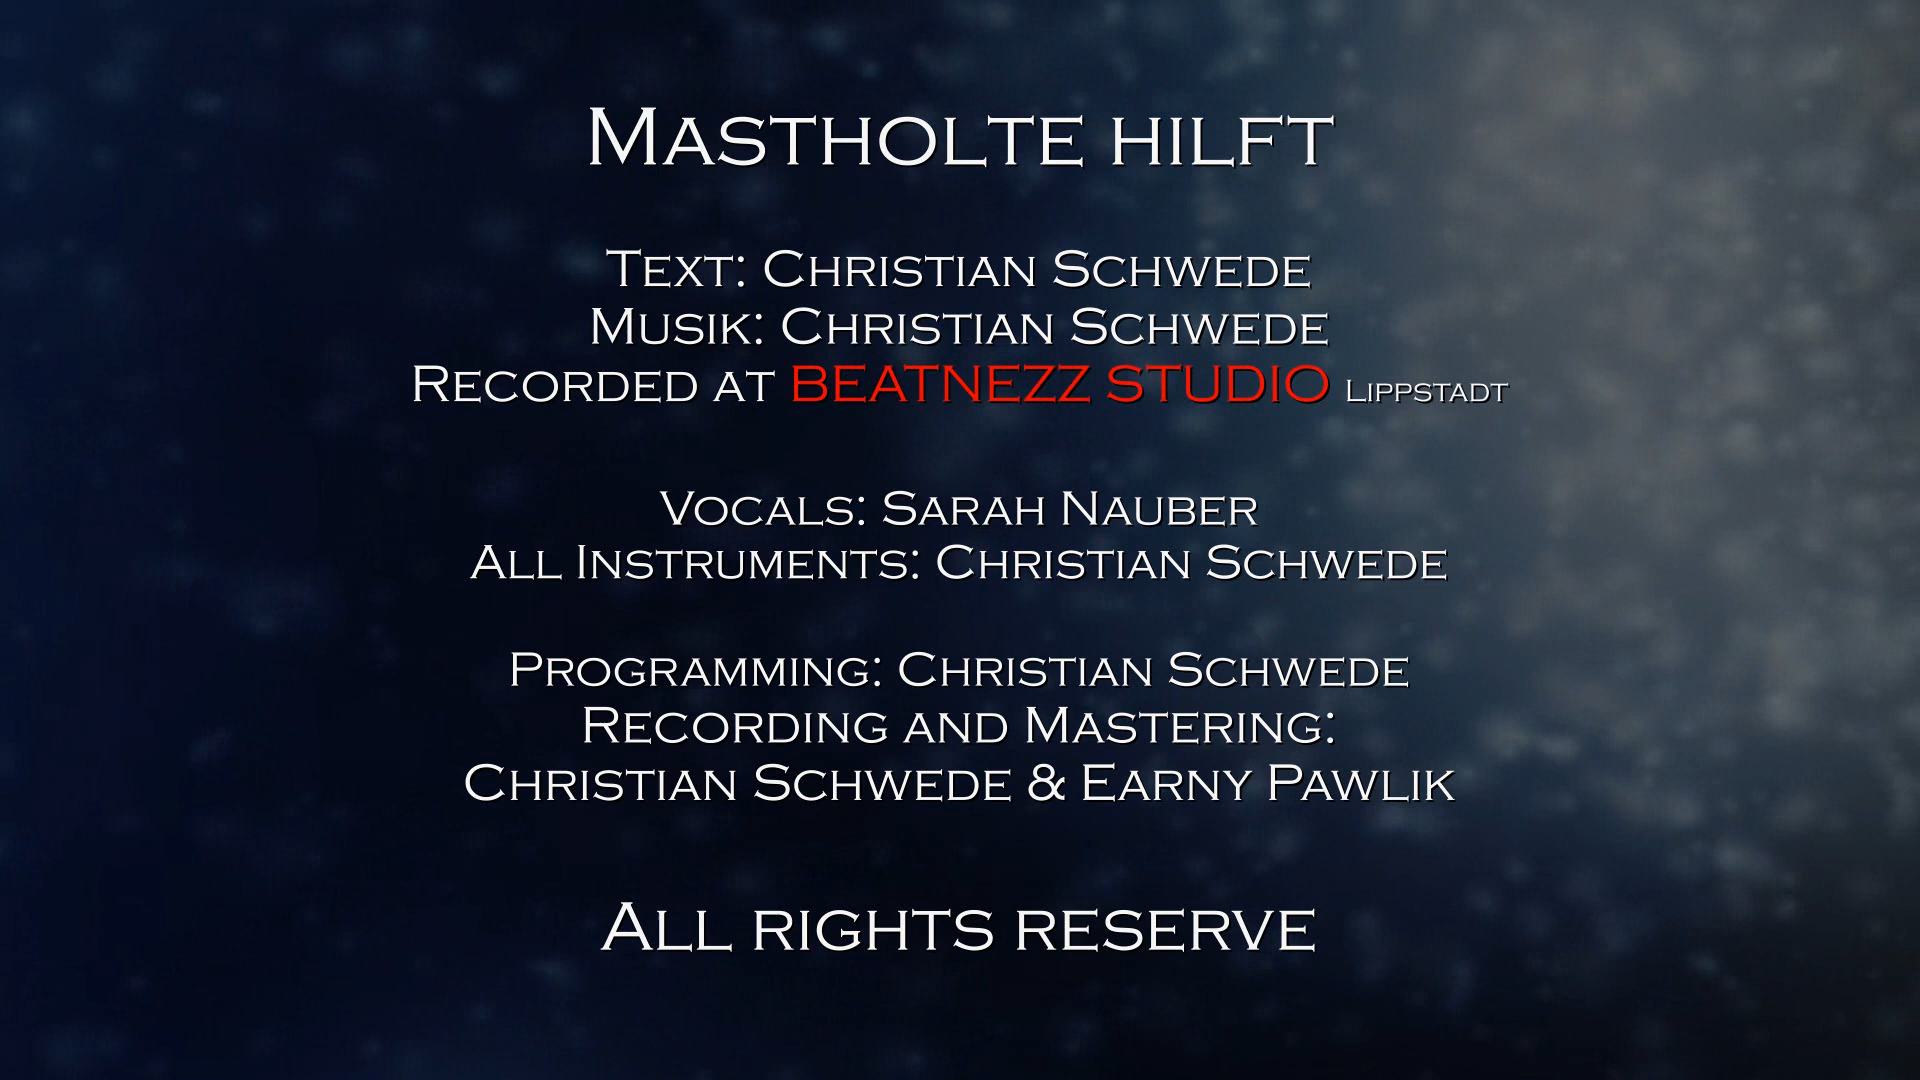 Mastholte hilft
Text: Christian Schwede
Musik: Christian Schwede
Recorded at BEATNEZZ STUDIO Lippstadt
Vocals: Sarah Nauber
All Instruments: Christian Schwede
Programming: Christian Schwede
Recording and Mastering:
Christian Schwede & Earny Pawlik
All rights reserve